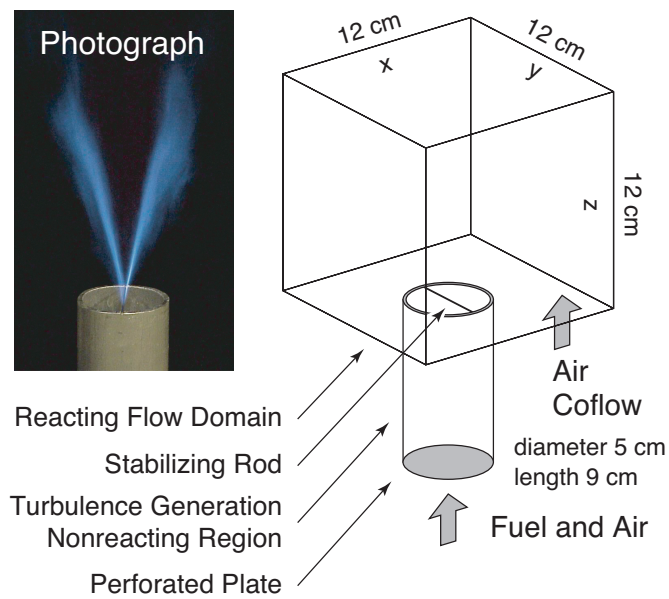 Photograph
12 cm
12 cm
x
y
z
12 cm
Air
Coflow
Reacting Flow Domain
Stabilizing Rod
Turbulence Generation
Nonreacting Region
Perforated Plate
diameter 5 cm
length 9 cm
Fuel and Air